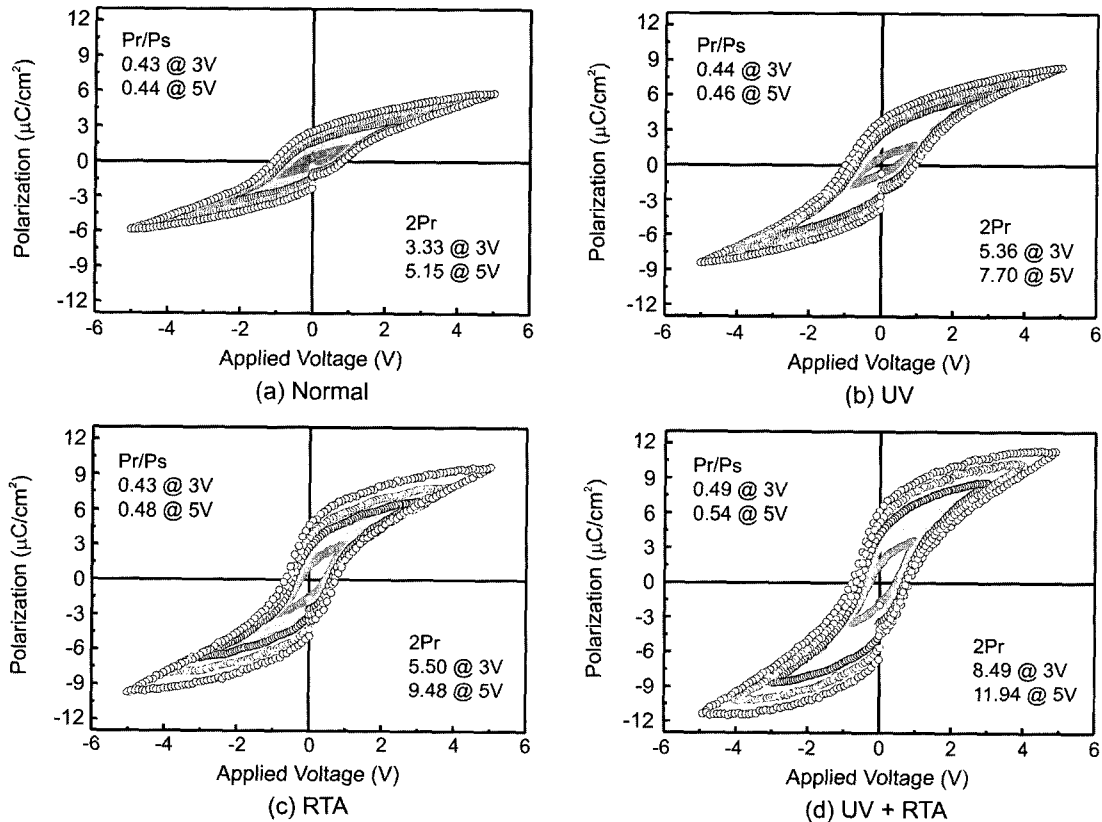 12
9
6
3
0
-3
-6
-9
-12
Polarization (μC/cm²)
Pr/Ps
0.43 @ 3V
0.44 @ 5V
2Pr
3.33 @ 3V
5.15 @ 5V
-6 -4 -2 0 2 4 6
Applied Voltage (V)
(a) Normal
12
9
6
3
0
-3
-6
-9
-12
Polarization (μC/cm²)
Pr/Ps
0.44 @ 3V
0.46 @ 5V
2Pr
5.36 @ 3V
7.70 @ 5V
-6 -4 -2 0 2 4 6
Applied Voltage (V)
(b) UV
12
9
6
3
0
-3
-6
-9
-12
Polarization (μC/cm²)
Pr/Ps
0.43 @ 3V
0.48 @ 5V
2Pr
5.50 @ 3V
9.48 @ 5V
-6 -4 -2 0 2 4 6
Applied Voltage (V)
(c) RTA
12
9
6
3
0
-3
-6
-9
-12
Polarization (μC/cm²)
Pr/Ps
0.49 @ 3V
0.54 @ 5V
2Pr
8.49 @ 3V
11.94 @ 5V
-6 -4 -2 0 2 4 6
Applied Voltage (V)
(d) UV + RTA